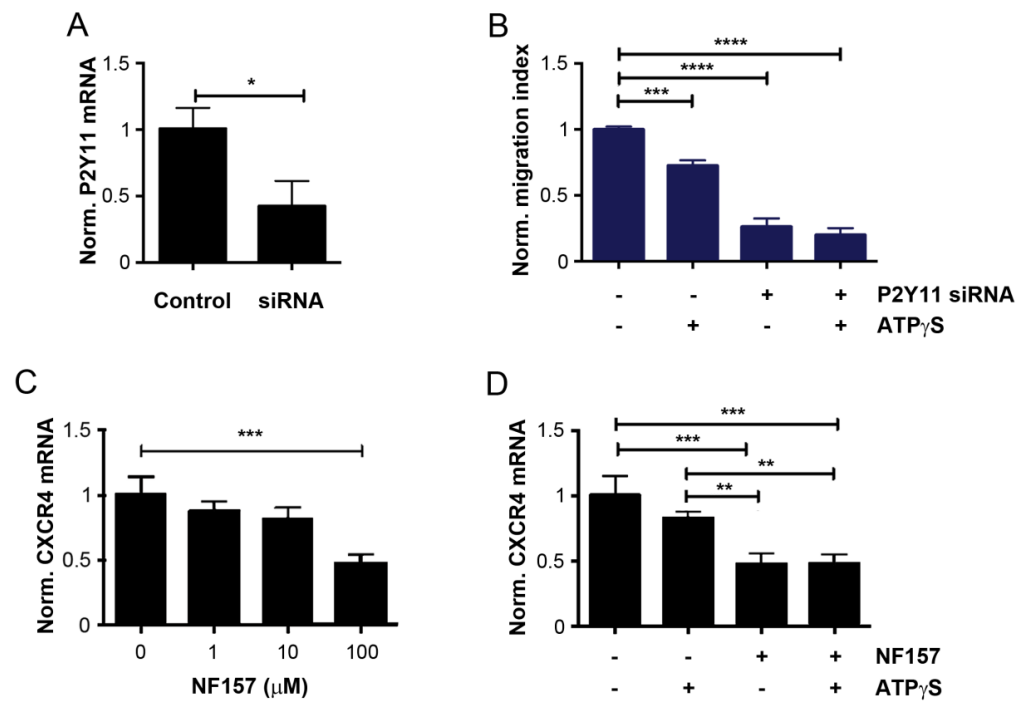 A
Norm. P2Y11 mRNA
1.5
1
0.5
0
*
Control siRNA
B
Norm. migration index
1.5
1
0.5
0
****
****
***
- - + + P2Y11 siRNA
- + - + ATPγS
C
Norm. CXCR4 mRNA
1.5
1
0.5
0
***
0 1 10 100
NF157 (μM)
D
Norm. CXCR4 mRNA
1.5
1
0.5
0
***
***
**
**
- - + + NF157
- + - + ATPγS